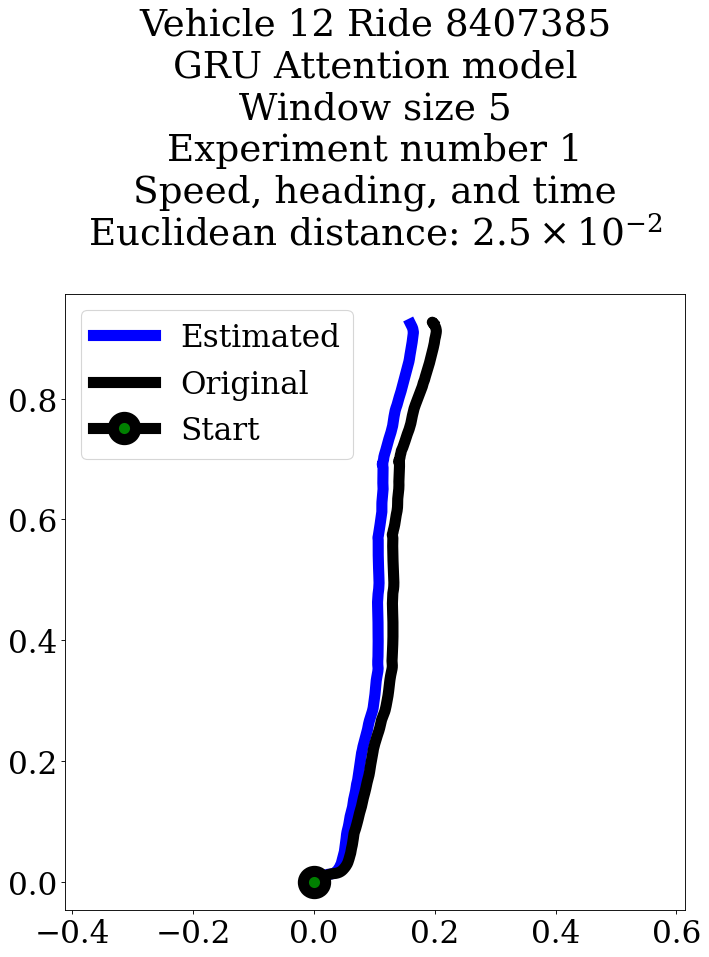 Vehicle 12 Ride 8407385
GRU Attention model
Window size 5
Experiment number 1
Speed, heading, and time
Euclidean distance: 2.5 × 10⁻²
Estimated
Original
Start
0.8
0.6
0.4
0.2
0.0
−0.4 −0.2 0.0 0.2 0.4 0.6